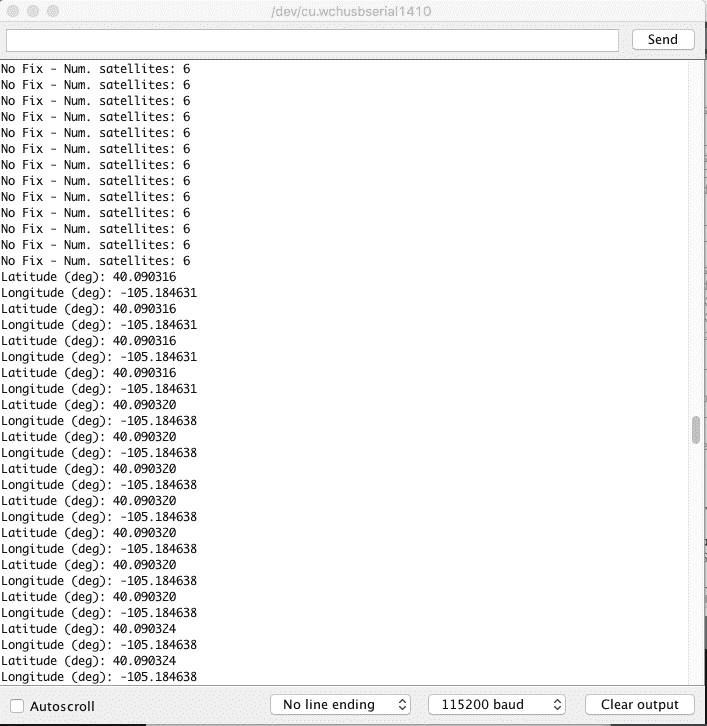 /dev/cu.wchusbserial1410
Send
No Fix - Num. satellites: 6
No Fix - Num. satellites: 6
No Fix - Num. satellites: 6
No Fix - Num. satellites: 6
No Fix - Num. satellites: 6
No Fix - Num. satellites: 6
No Fix - Num. satellites: 6
No Fix - Num. satellites: 6
No Fix - Num. satellites: 6
No Fix - Num. satellites: 6
No Fix - Num. satellites: 6
No Fix - Num. satellites: 6
No Fix - Num. satellites: 6
Latitude (deg): 40.090316
Longitude (deg): -105.184631
Latitude (deg): 40.090316
Longitude (deg): -105.184631
Latitude (deg): 40.090316
Longitude (deg): -105.184631
Latitude (deg): 40.090316
Longitude (deg): -105.184631
Latitude (deg): 40.090320
Longitude (deg): -105.184638
Latitude (deg): 40.090320
Longitude (deg): -105.184638
Latitude (deg): 40.090320
Longitude (deg): -105.184638
Latitude (deg): 40.090320
Longitude (deg): -105.184638
Latitude (deg): 40.090320
Longitude (deg): -105.184638
Latitude (deg): 40.090320
Longitude (deg): -105.184638
Latitude (deg): 40.090320
Longitude (deg): -105.184638
Latitude (deg): 40.090324
Longitude (deg): -105.184638
Latitude (deg): 40.090324
Longitude (deg): -105.184638
Autoscroll
No line ending
115200 baud
Clear output